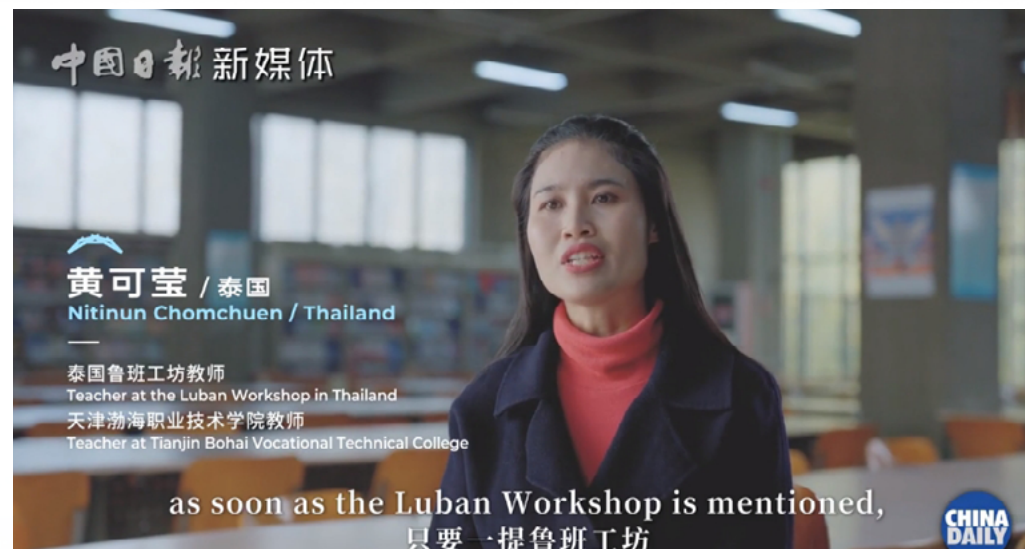 中國日報 新媒体
黄可莹 / 泰国
Nitinun Chomchuen / Thailand
泰国鲁班工坊教师
Teacher at the Luban Workshop in Thailand
天津渤海职业技术学院教师
Teacher at Tianjin Bohai Vocational Technical College
as soon as the Luban Workshop is mentioned,
只要一提鲁班工坊
CHINA
DAILY